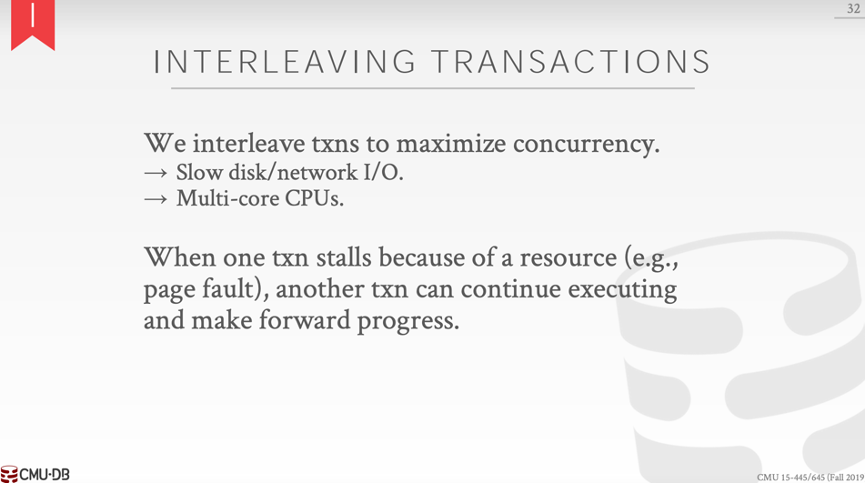 I
32
INTERLEAVING TRANSACTIONS
We interleave txns to maximize concurrency.
→ Slow disk/network I/O.
→ Multi-core CPUs.
When one txn stalls because of a resource (e.g.,
page fault), another txn can continue executing
and make forward progress.
CMU·DB
CMU 15-445/645 (Fall 2019